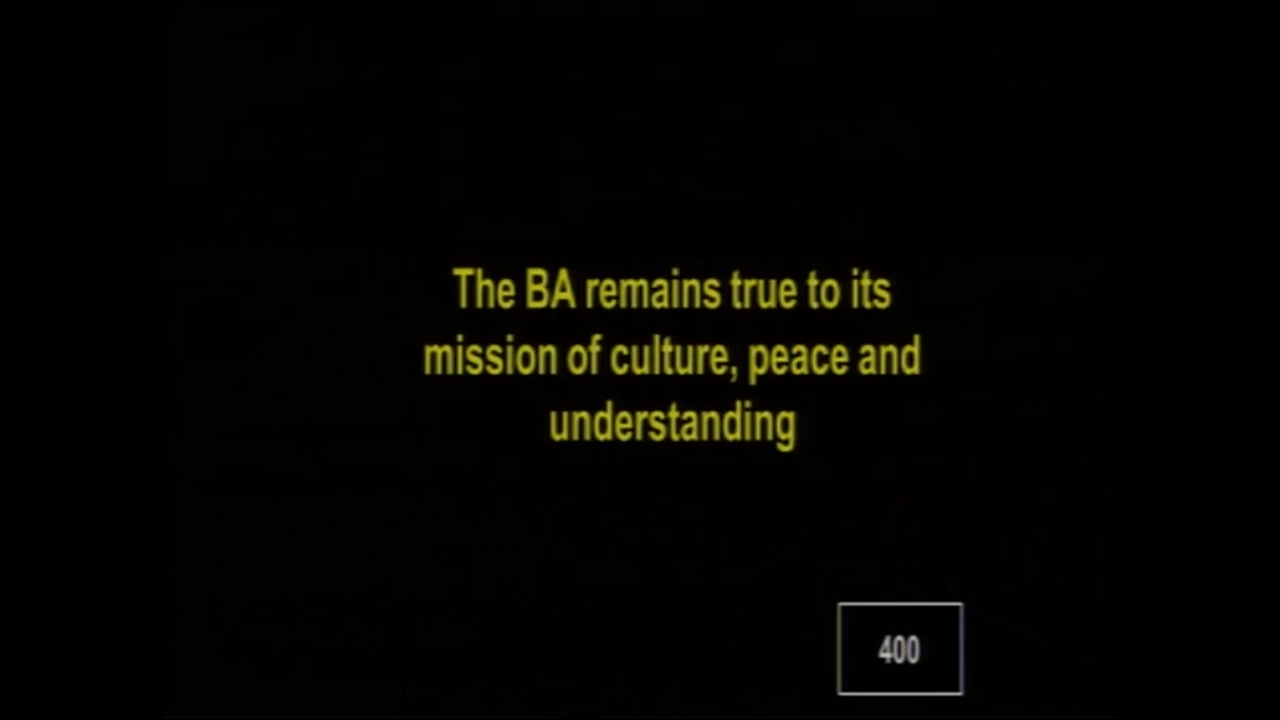 The BA remains true to its
mission of culture, peace and
understanding
400